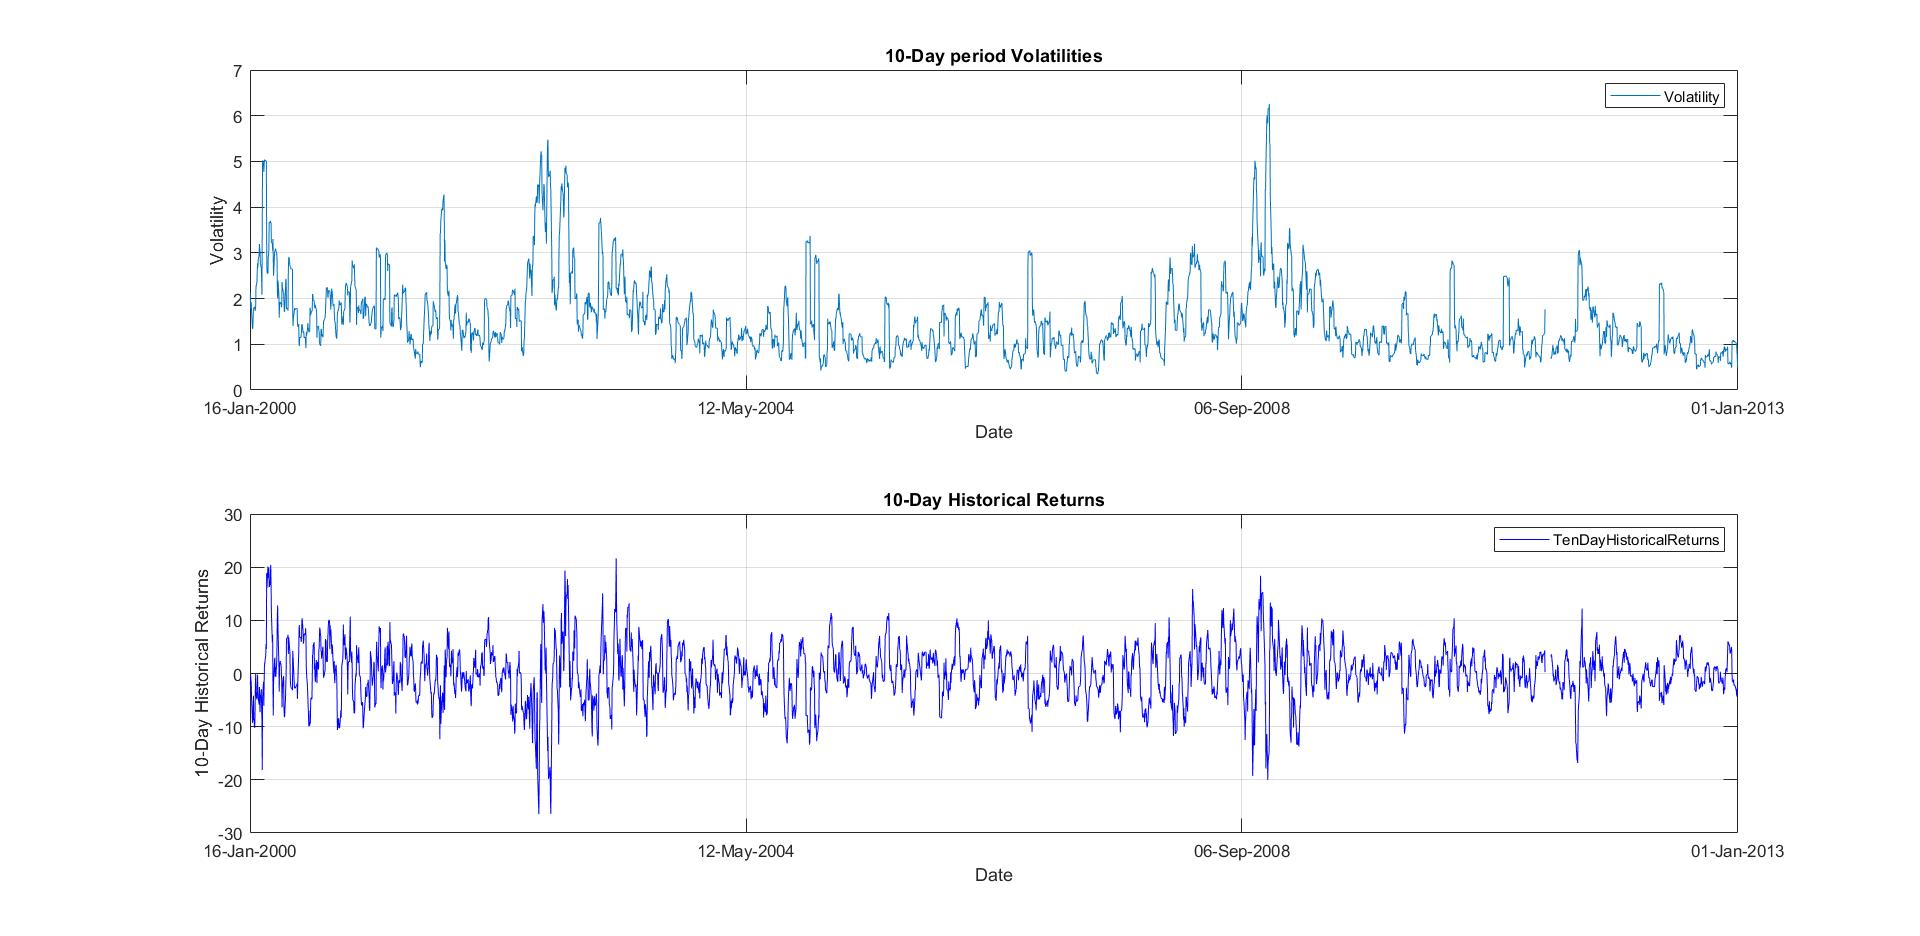 10-Day period Volatilities
7
6
5
4
3
2
1
0
Volatility
Volatility
16-Jan-2000 12-May-2004 06-Sep-2008 01-Jan-2013
Date
10-Day Historical Returns
30
20
10
0
-10
-20
-30
10-Day Historical Returns
TenDayHistoricalReturns
16-Jan-2000 12-May-2004 06-Sep-2008 01-Jan-2013
Date